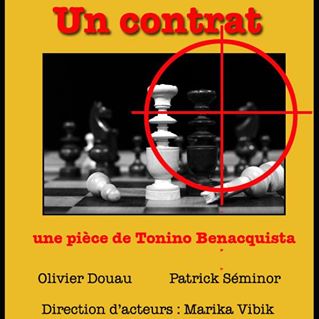 Un contrat
une pièce de Tonino Benacquista
Olivier Douau Patrick Séminor
Direction d'acteurs : Marika Vibik